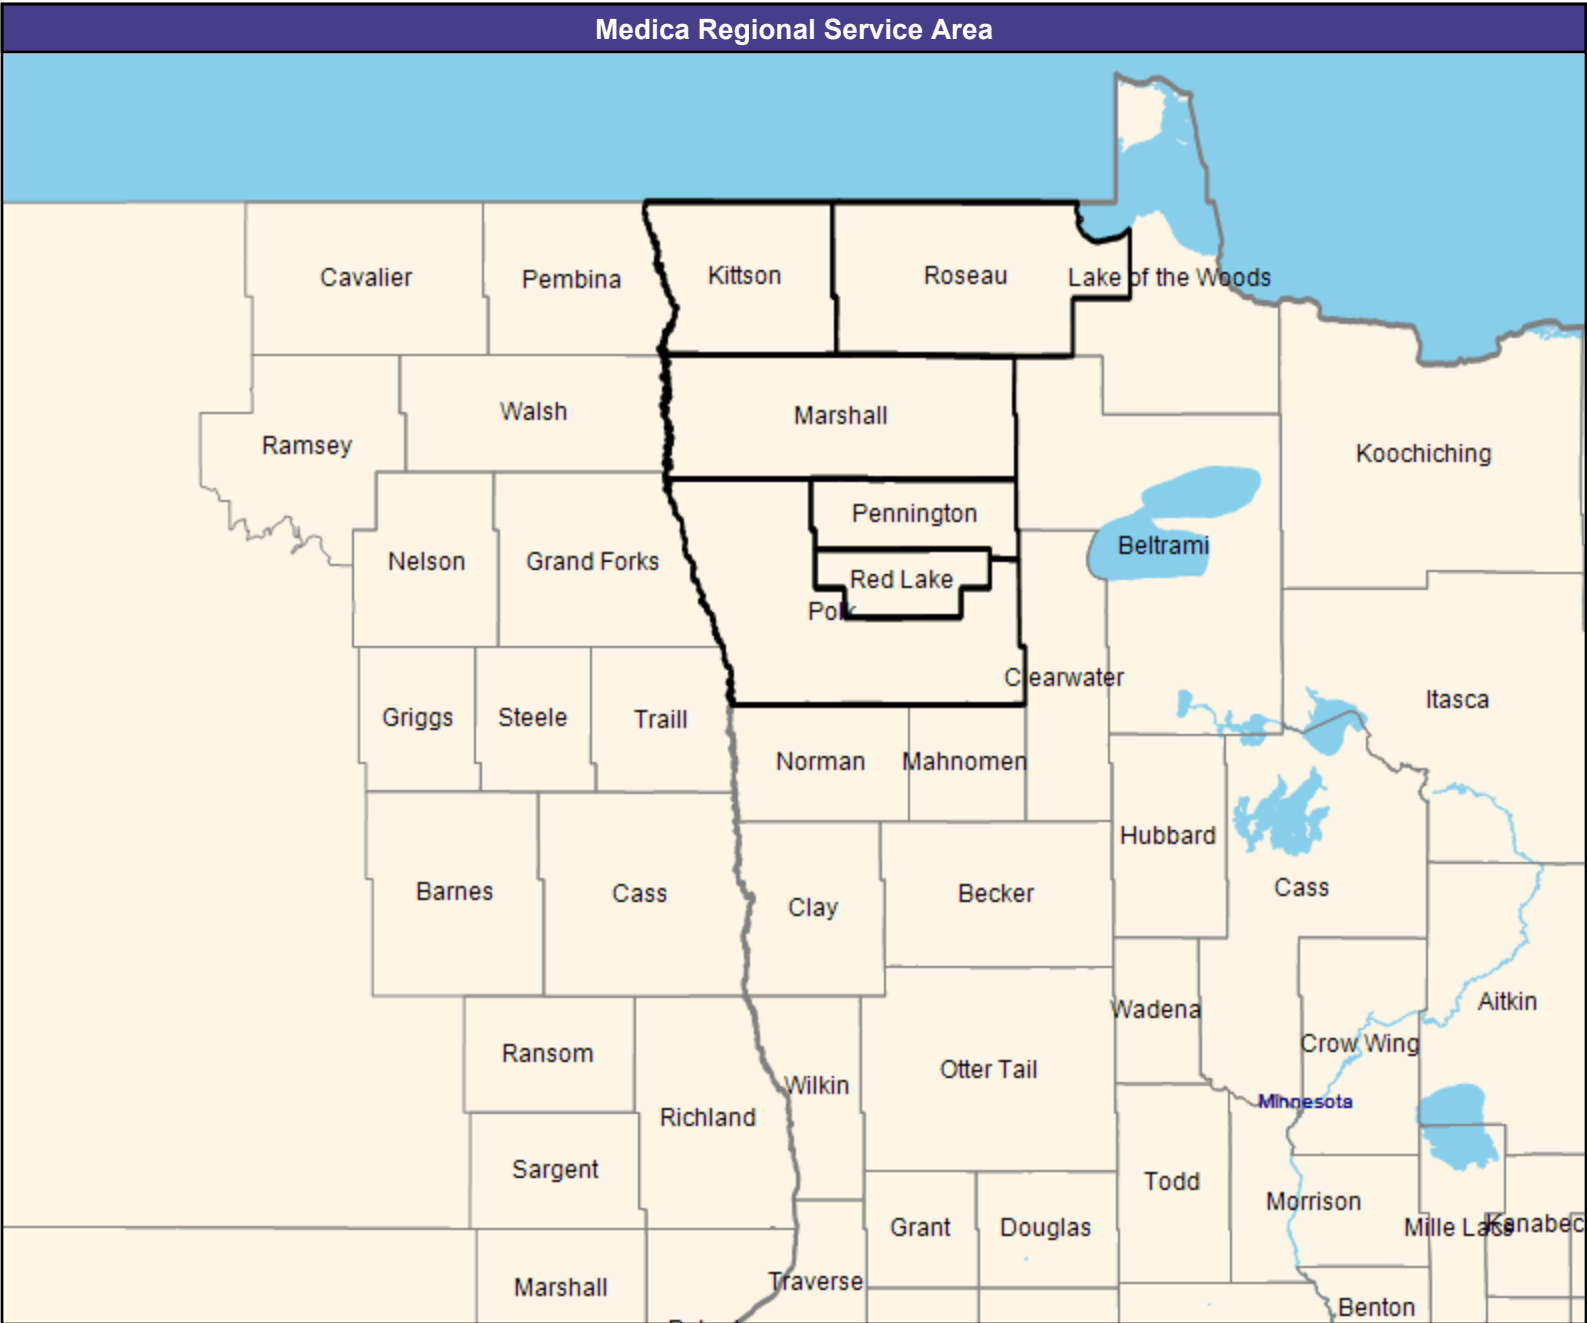 Medica Regional Service Area
Cavalier
Pembina
Kittson
Roseau
Lake of the Woods
Walsh
Marshall
Ramsey
Koochiching
Pennington
Nelson
Grand Forks
Beltrami
Red Lake
Polk
Clearwater
Griggs
Steele
Traill
Itasca
Norman
Mahnomen
Hubbard
Barnes
Cass
Clay
Becker
Cass
Wadena
Aitkin
Ransom
Otter Tail
Crow Wing
Wilkin
Minnesota
Richland
Sargent
Todd
Morrison
Grant
Douglas
Mille Lacs
Kanabec
Marshall
Traverse
Benton